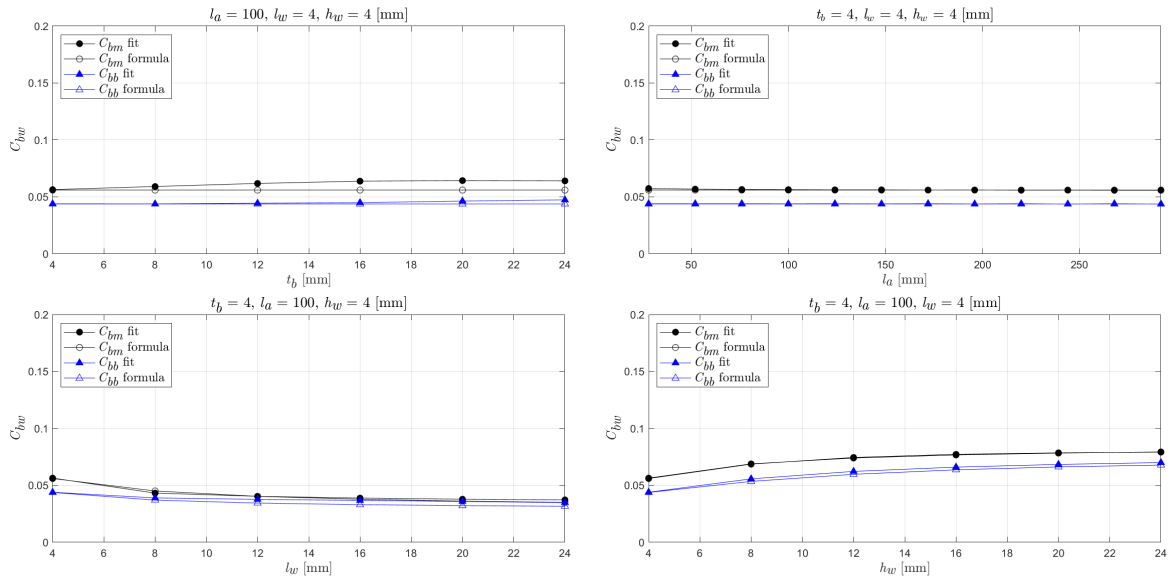 l_a = 100, l_w = 4, h_w = 4 [mm]
C_bw
0.2
0.15
0.1
0.05
0
C_bm fit
C_bm formula
C_bb fit
C_bb formula
4 6 8 10 12 14 16 18 20 22 24
t_b [mm]
t_b = 4, l_w = 4, h_w = 4 [mm]
C_bw
0.2
0.15
0.1
0.05
0
C_bm fit
C_bm formula
C_bb fit
C_bb formula
50 100 150 200 250
l_a [mm]
t_b = 4, l_a = 100, h_w = 4 [mm]
C_bw
0.2
0.15
0.1
0.05
0
C_bm fit
C_bm formula
C_bb fit
C_bb formula
4 6 8 10 12 14 16 18 20 22 24
l_w [mm]
t_b = 4, l_a = 100, l_w = 4 [mm]
C_bw
0.2
0.15
0.1
0.05
0
C_bm fit
C_bm formula
C_bb fit
C_bb formula
4 6 8 10 12 14 16 18 20 22 24
h_w [mm]